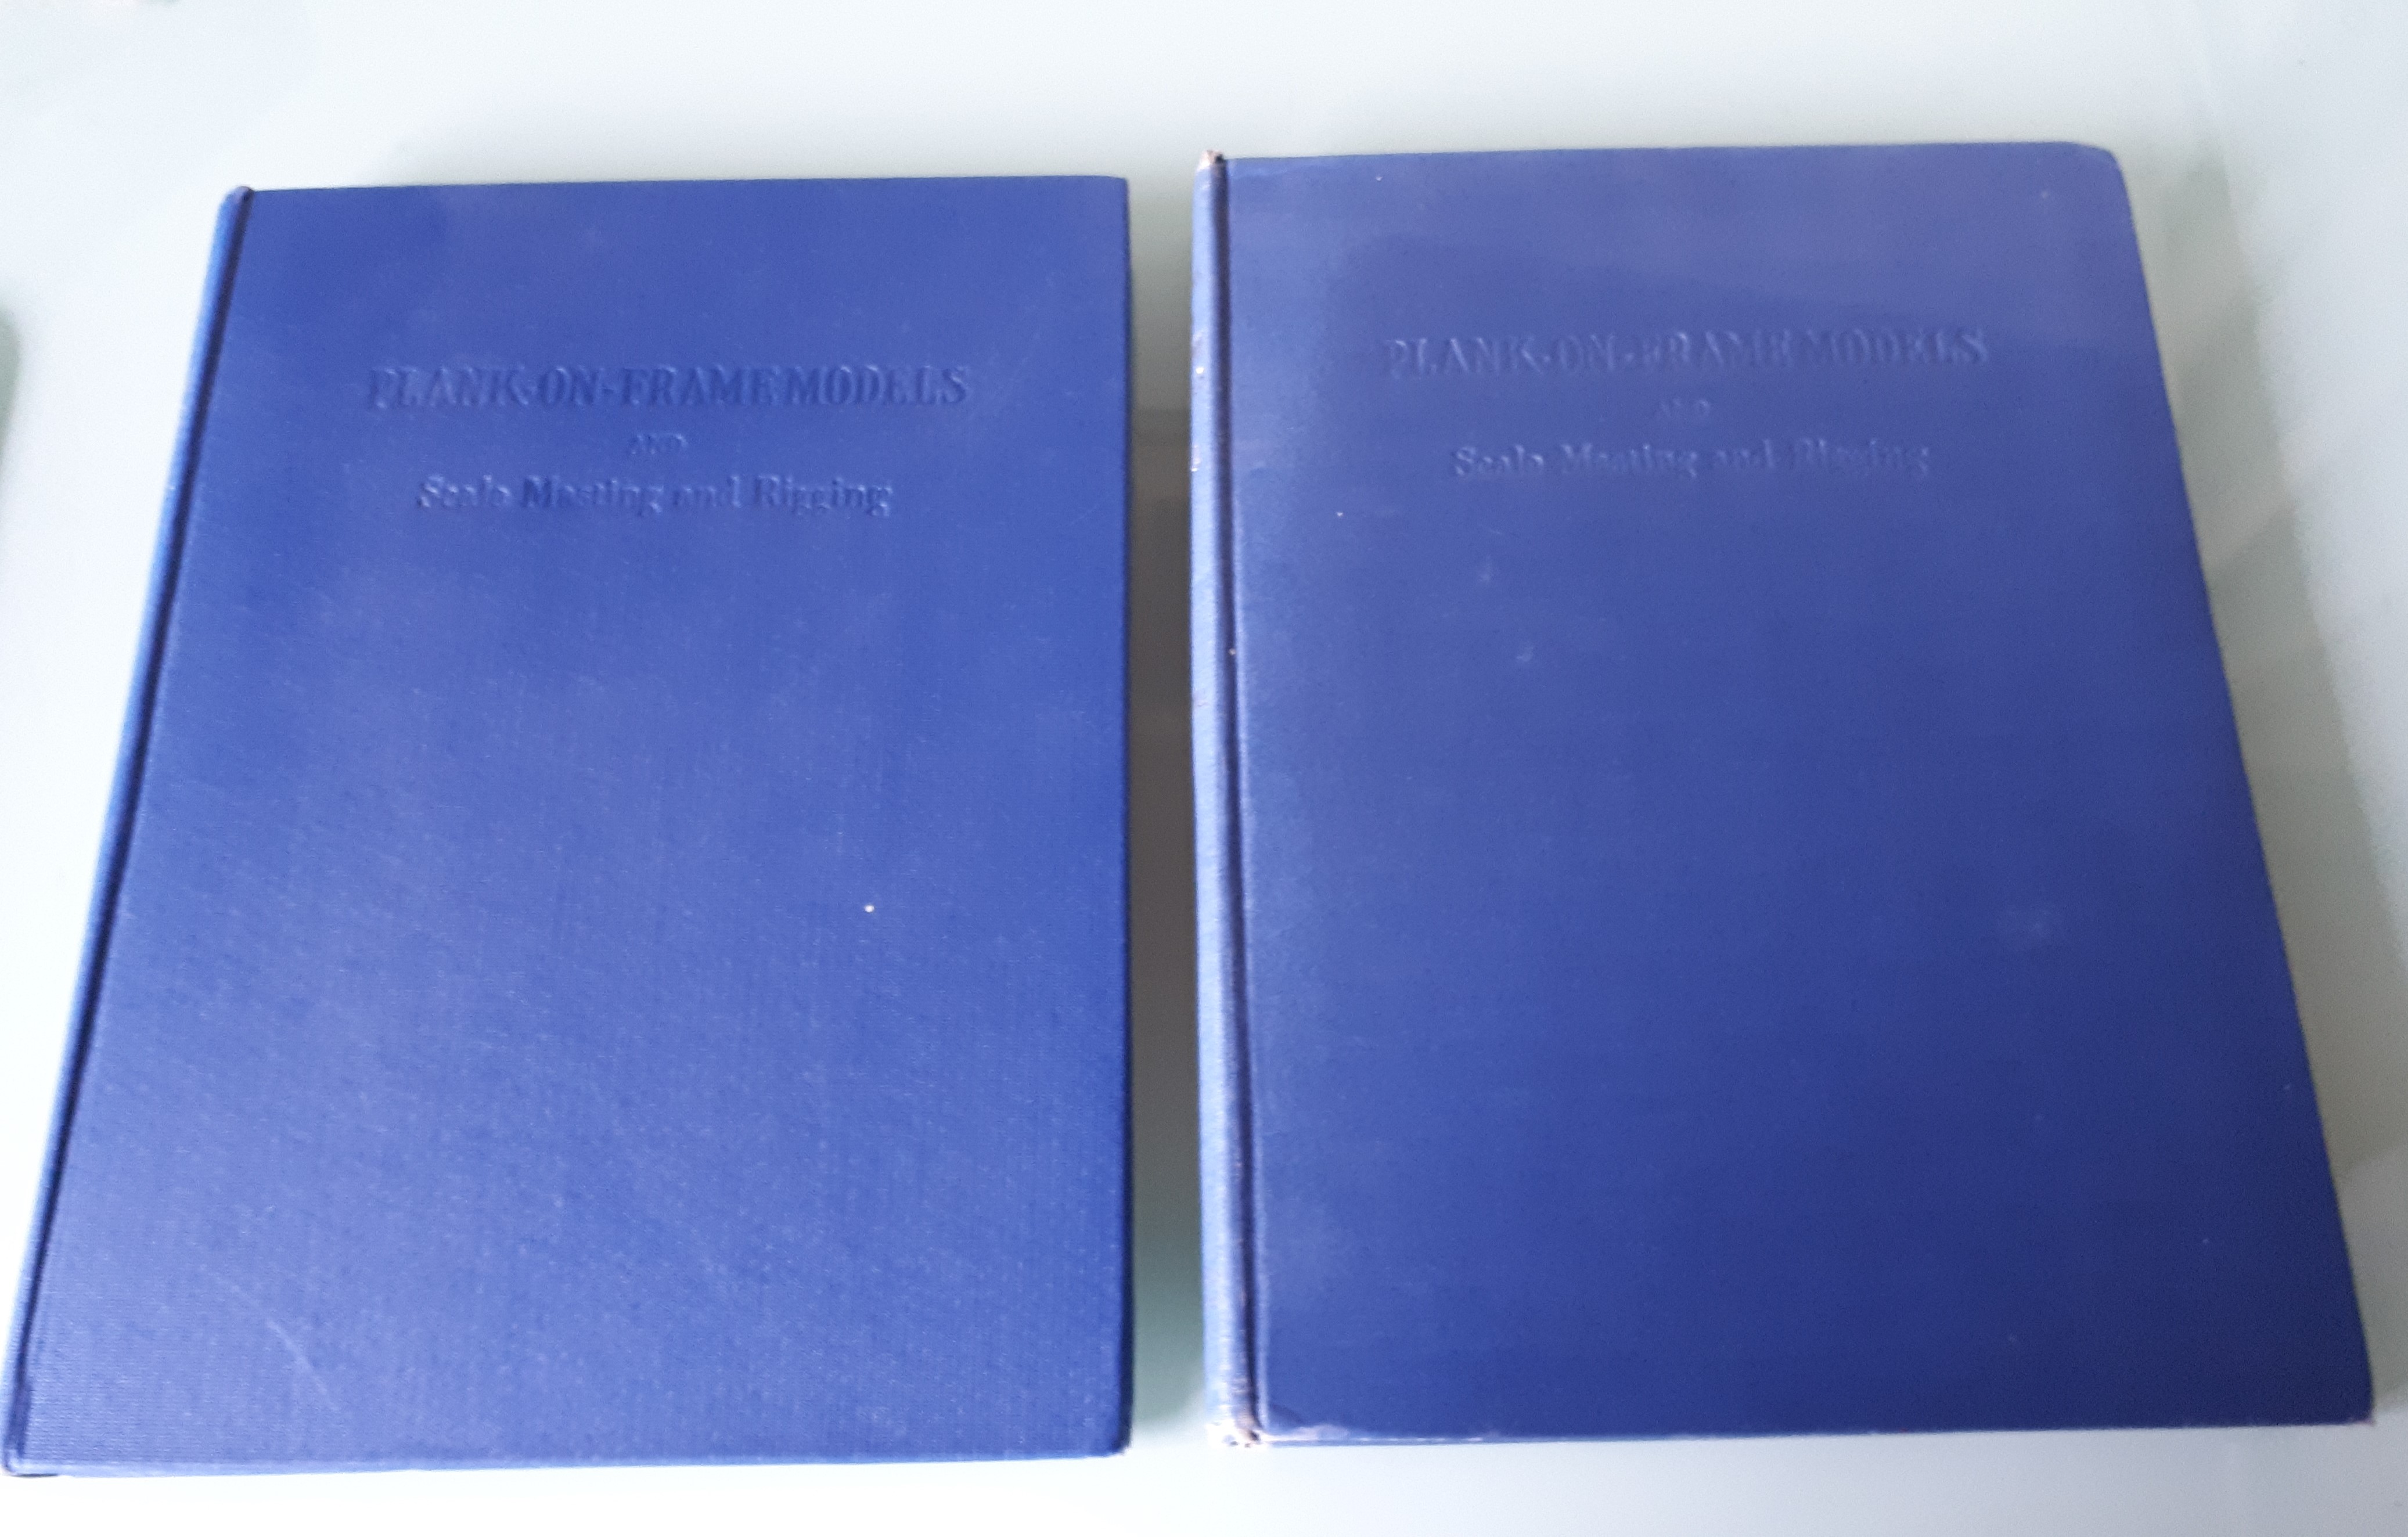 PLANK-ON-FRAME MODELS
AND
Scale Masting and Rigging
PLANK-ON-FRAME MODELS
AND
Scale Masting and Rigging